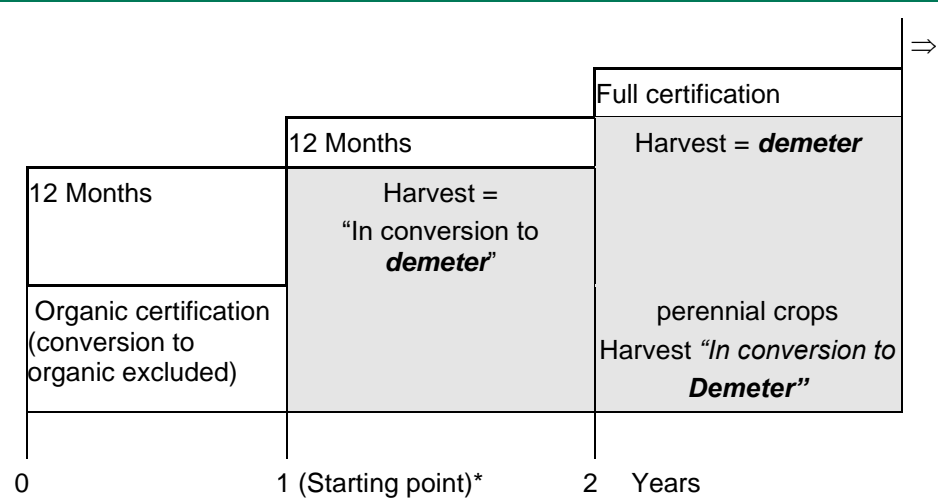 ⇒
Full certification
12 Months
Harvest = demeter
12 Months
Harvest =
“In conversion to
demeter”
Organic certification
(conversion to
organic excluded)
perennial crops
Harvest “In conversion to
Demeter”
0 1 (Starting point)* 2 Years